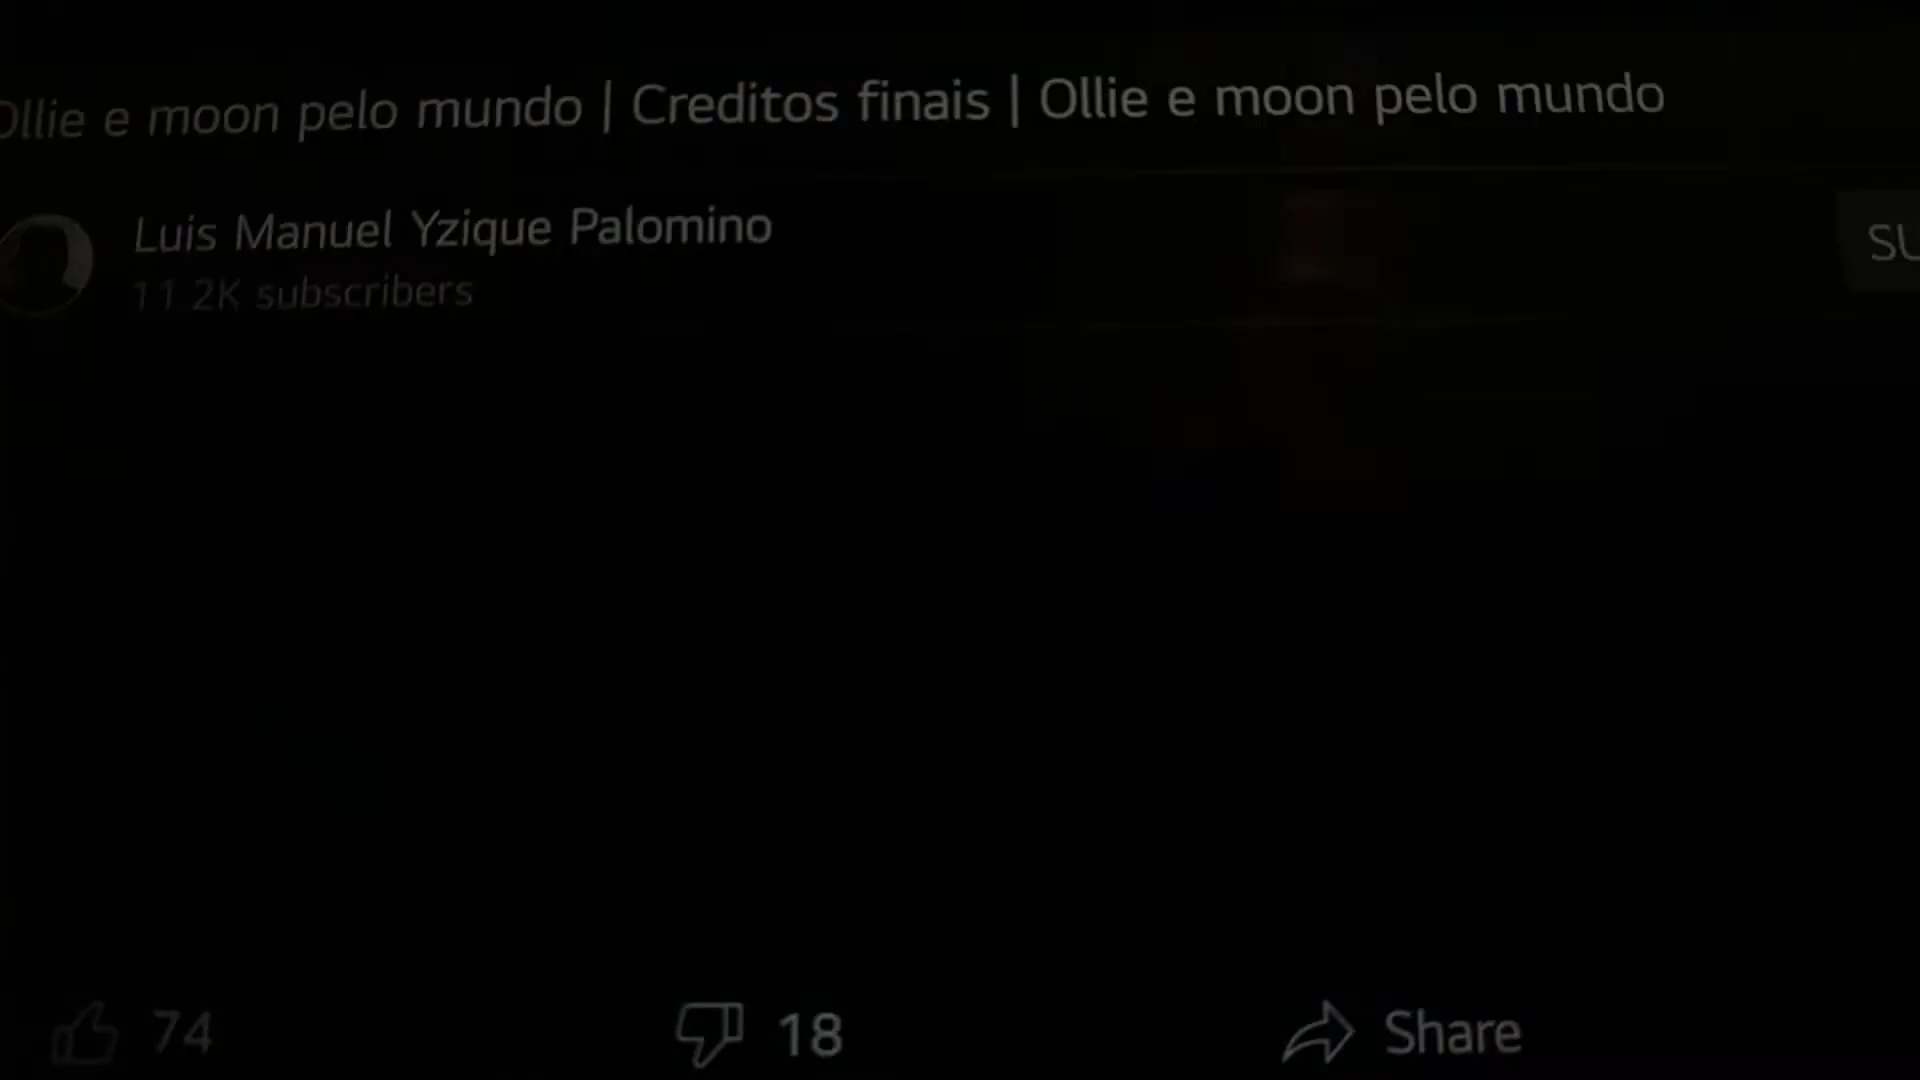 Ollie e moon pelo mundo | Creditos finais | Ollie e moon pelo mundo
Luis Manuel Yzique Palomino
11 2K subscribers
SU
74
18
Share